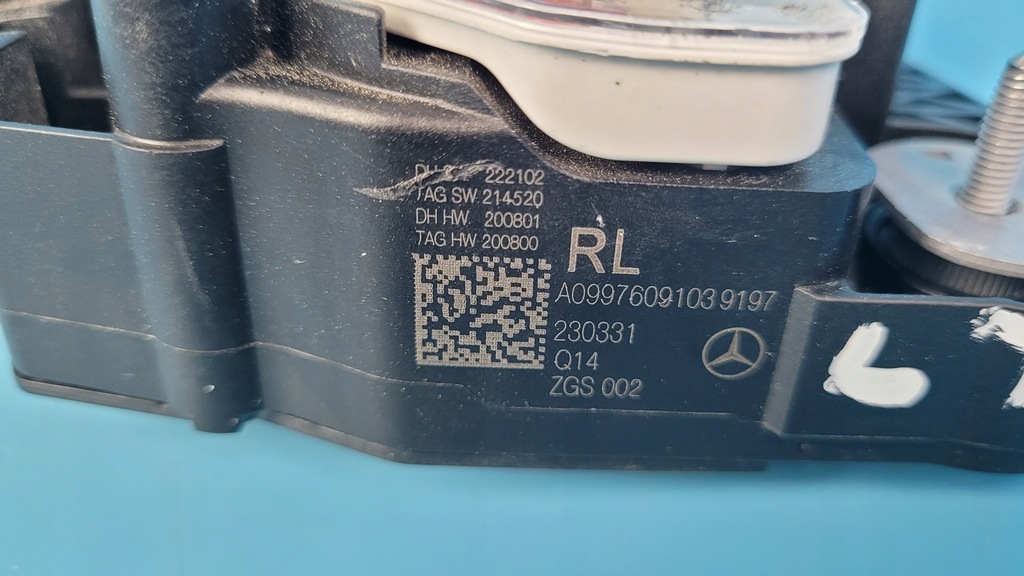 222102
TAG SW 214520
DH HW 200801
TAG HW 200800
RL
A0997609103 9197
230331
Q14
ZGS 002
L